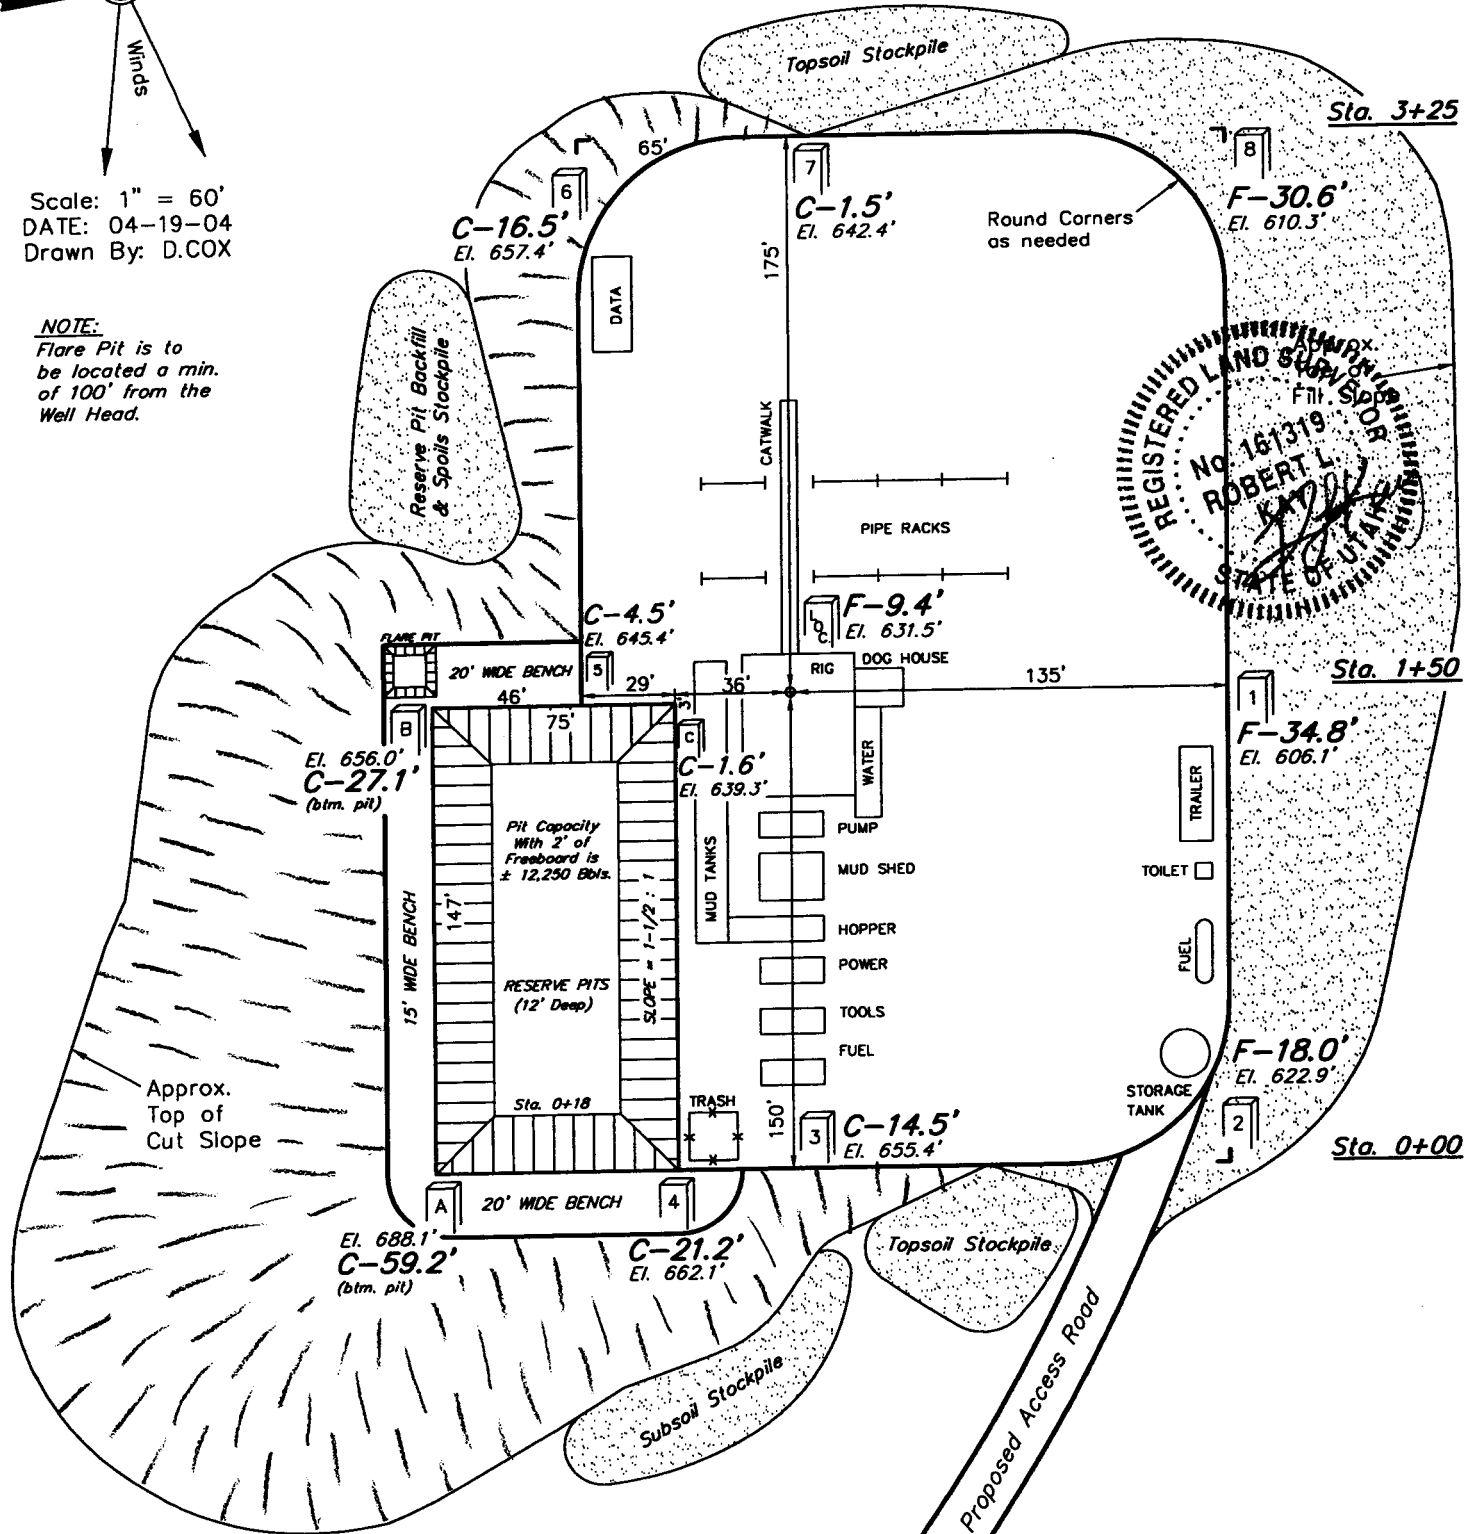 Winds
Scale: 1" = 60'
DATE: 04-19-04
Drawn By: D.COX
NOTE:
Flare Pit is to
be located a min.
of 100' from the
Well Head.
Topsoil Stockpile
Sta. 3+25
65'
6
C-16.5'
El. 657.4'
7
C-1.5'
El. 642.4'
175'
Round Corners
as needed
8
F-30.6'
El. 610.3'
DATA
Reserve Pit Backfill
& Spoils Stockpile
Approx.
Toe of
Fill Slope
REGISTERED LAND SURVEYOR
No. 161319
ROBERT L.
KAY
STATE OF UTAH
CATWALK
PIPE RACKS
C-4.5'
El. 645.4'
5
LOC.
F-9.4'
El. 631.5'
RIG
DOG HOUSE
FLARE PIT
20' WIDE BENCH
46'
29'
36'
5'
135'
Sta. 1+50
1
F-34.8'
El. 606.1'
B
El. 656.0'
C-27.1'
(btm. pit)
75'
C
C-1.6'
El. 639.3'
WATER
TRAILER
Pit Capacity
With 2' of
Freeboard is
± 12,250 Bbls.
PUMP
MUD SHED
MUD TANKS
TOILET
HOPPER
POWER
FUEL
15' WIDE BENCH
147'
SLOPE = 1-1/2 : 1
RESERVE PITS
(12' Deep)
TOOLS
FUEL
STORAGE
TANK
F-18.0'
El. 622.9'
2
Sta. 0+00
Approx.
Top of
Cut Slope
Sta. 0+18
TRASH
150'
3
C-14.5'
El. 655.4'
A
20' WIDE BENCH
4
El. 688.1'
C-59.2'
(btm. pit)
C-21.2'
El. 662.1'
Topsoil Stockpile
Subsoil Stockpile
Proposed Access Road